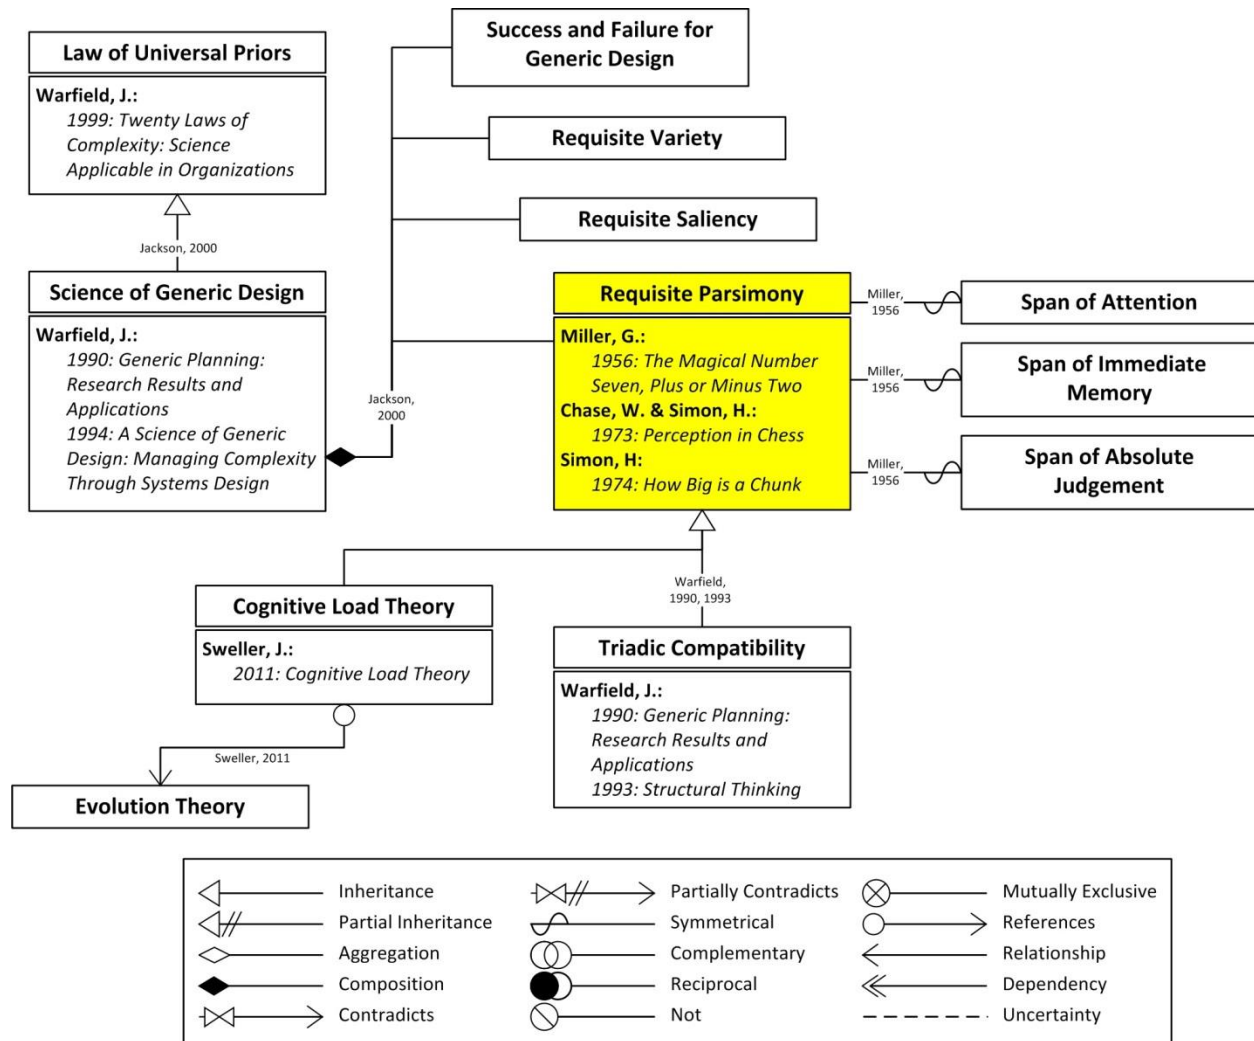 Law of Universal Priors
Warfield, J.:
1999: Twenty Laws of
Complexity: Science
Applicable in Organizations
Jackson, 2000
Science of Generic Design
Warfield, J.:
1990: Generic Planning:
Research Results and
Applications
1994: A Science of Generic
Design: Managing Complexity
Through Systems Design
Jackson,
2000
Success and Failure for
Generic Design
Requisite Variety
Requisite Saliency
Requisite Parsimony
Miller, G.:
1956: The Magical Number
Seven, Plus or Minus Two
Chase, W. & Simon, H.:
1973: Perception in Chess
Simon, H:
1974: How Big is a Chunk
Miller,
1956
Span of Attention
Miller,
1956
Span of Immediate
Memory
Miller,
1956
Span of Absolute
Judgement
Cognitive Load Theory
Sweller, J.:
2011: Cognitive Load Theory
Sweller, 2011
Evolution Theory
Warfield,
1990, 1993
Triadic Compatibility
Warfield, J.:
1990: Generic Planning:
Research Results and
Applications
1993: Structural Thinking
Inheritance
Partial Inheritance
Aggregation
Composition
Contradicts
Partially Contradicts
Symmetrical
Complementary
Reciprocal
Not
Mutually Exclusive
References
Relationship
Dependency
Uncertainty